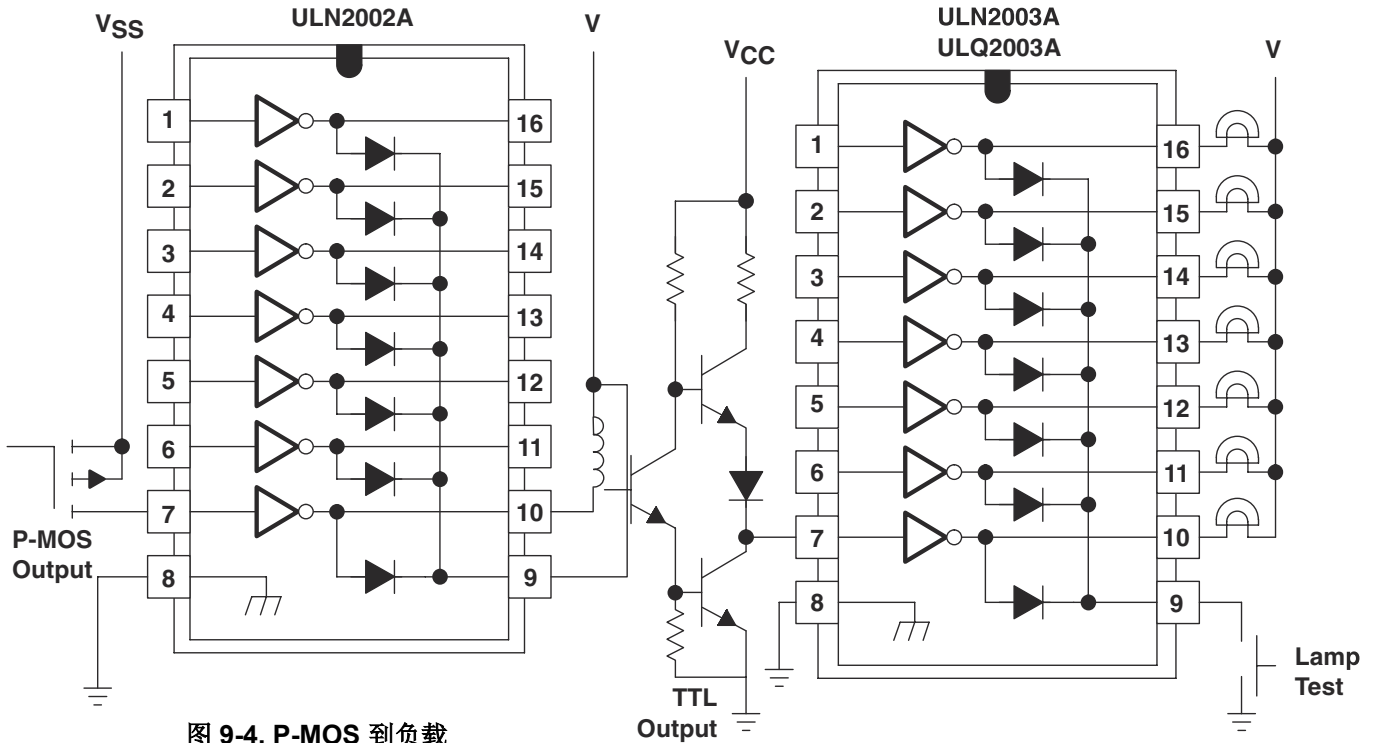 ULN2002A
VSS
V
1
2
3
4
5
6
7
8
16
15
14
13
12
11
10
9
P-MOS
Output
图 9-4. P-MOS 到负载
ULN2003A
ULQ2003A
VCC
V
1
2
3
4
5
6
7
8
16
15
14
13
12
11
10
9
TTL
Output
Lamp
Test